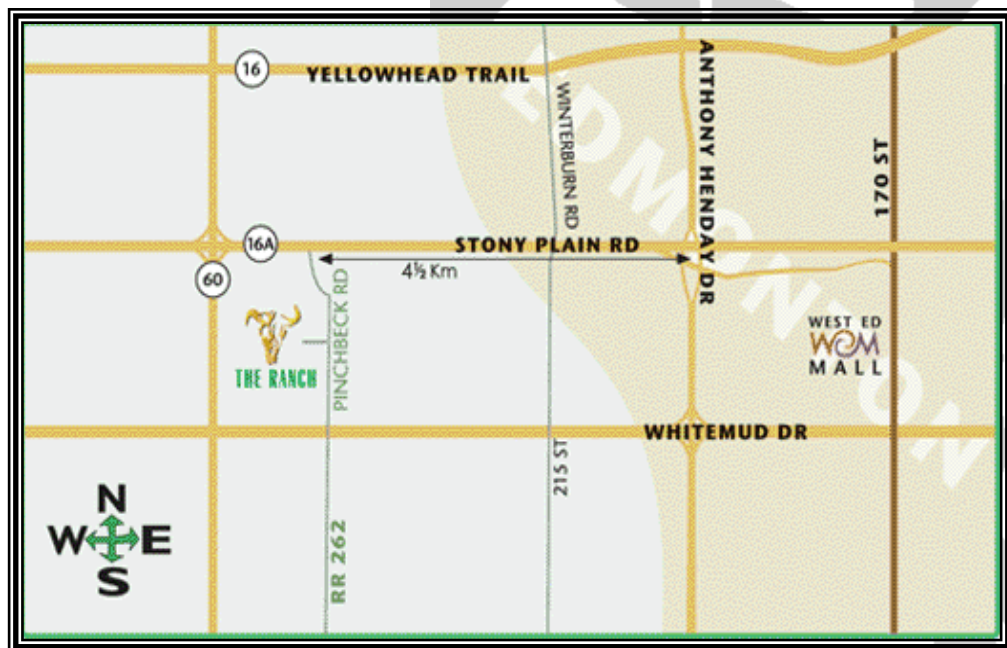 16
YELLOWHEAD TRAIL
WINTERBURN RD
ANTHONY HENDAY DR
170 ST
EDMONTON
16A
STONY PLAIN RD
4½ Km
60
PINCHBECK RD
THE RANCH
WEST ED
WEM
MALL
WHITEMUD DR
215 ST
RR 262
N
W E
S